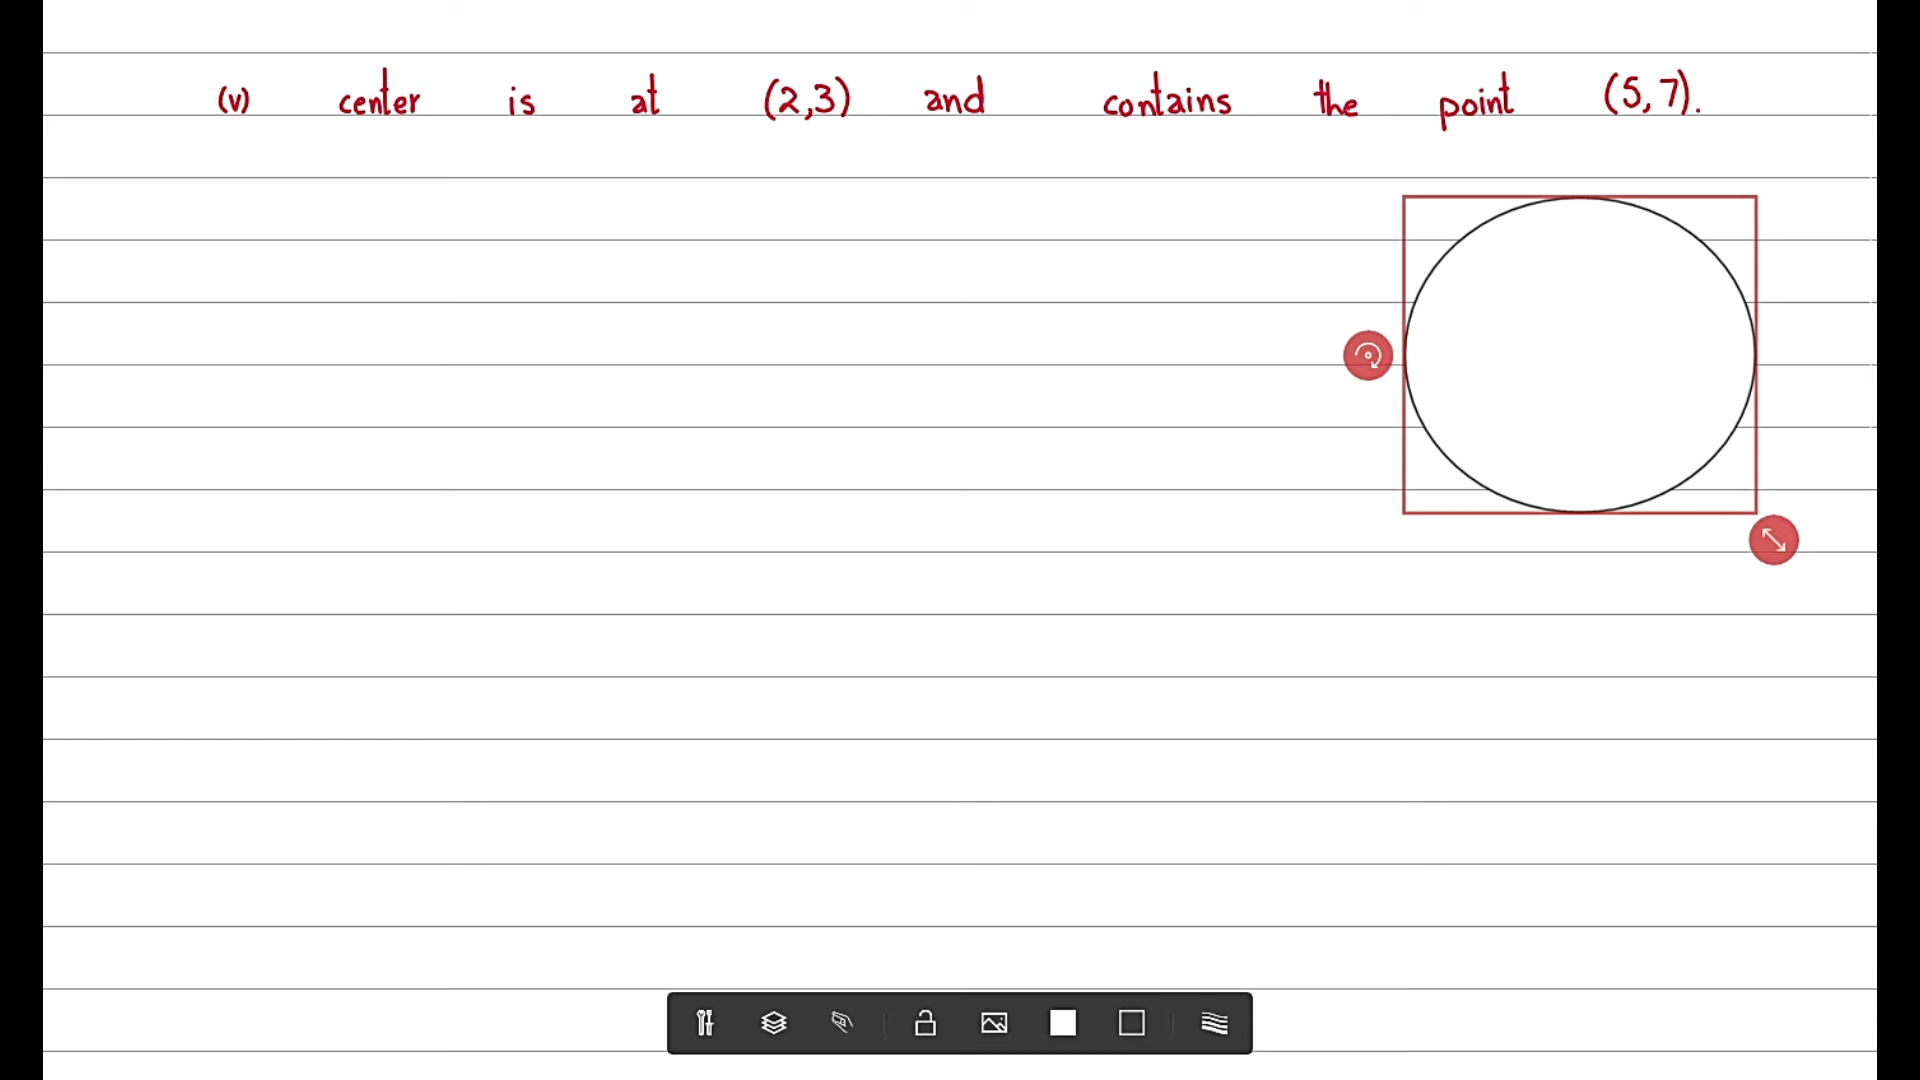 (v) center is at (2,3) and contains the point (5,7).